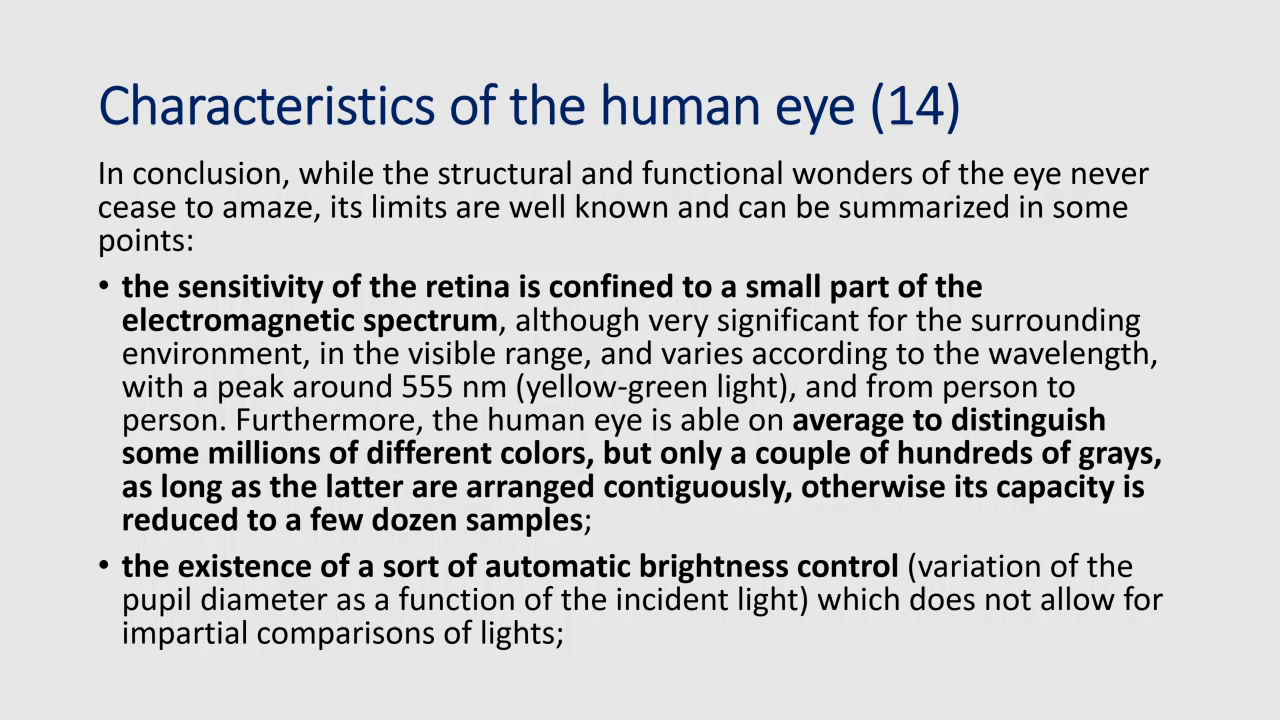 Characteristics of the human eye (14)
In conclusion, while the structural and functional wonders of the eye never
cease to amaze, its limits are well known and can be summarized in some
points:
• the sensitivity of the retina is confined to a small part of the
electromagnetic spectrum, although very significant for the surrounding
environment, in the visible range, and varies according to the wavelength,
with a peak around 555 nm (yellow-green light), and from person to
person. Furthermore, the human eye is able on average to distinguish
some millions of different colors, but only a couple of hundreds of grays,
as long as the latter are arranged contiguously, otherwise its capacity is
reduced to a few dozen samples;
• the existence of a sort of automatic brightness control (variation of the
pupil diameter as a function of the incident light) which does not allow for
impartial comparisons of lights;